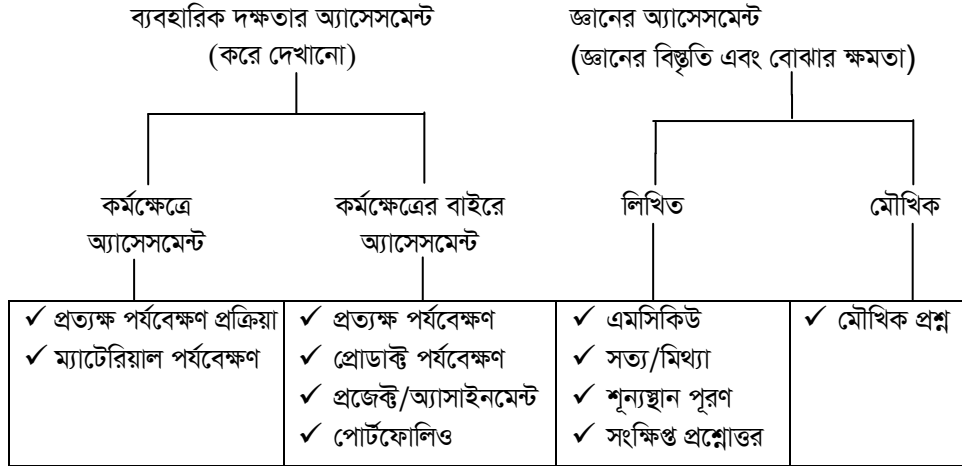 ব্যবহারিক দক্ষতার অ্যাসেসমেন্ট
(করে দেখানো)
জ্ঞানের অ্যাসেসমেন্ট
(জ্ঞানের বিস্তৃতি এবং বোঝার ক্ষমতা)
কর্মক্ষেত্রে
অ্যাসেসমেন্ট
কর্মক্ষেত্রের বাইরে
অ্যাসেসমেন্ট
লিখিত
মৌখিক
✓ প্রত্যক্ষ পর্যবেক্ষণ প্রক্রিয়া
✓ ম্যাটেরিয়াল পর্যবেক্ষণ
✓ প্রত্যক্ষ পর্যবেক্ষণ
✓ প্রোডাক্ট পর্যবেক্ষণ
✓ প্রজেক্ট/অ্যাসাইনমেন্ট
✓ পোর্টফোলিও
✓ এমসিকিউ
✓ সত্য/মিথ্যা
✓ শূন্যস্থান পূরণ
✓ সংক্ষিপ্ত প্রশ্নোত্তর
✓ মৌখিক প্রশ্ন